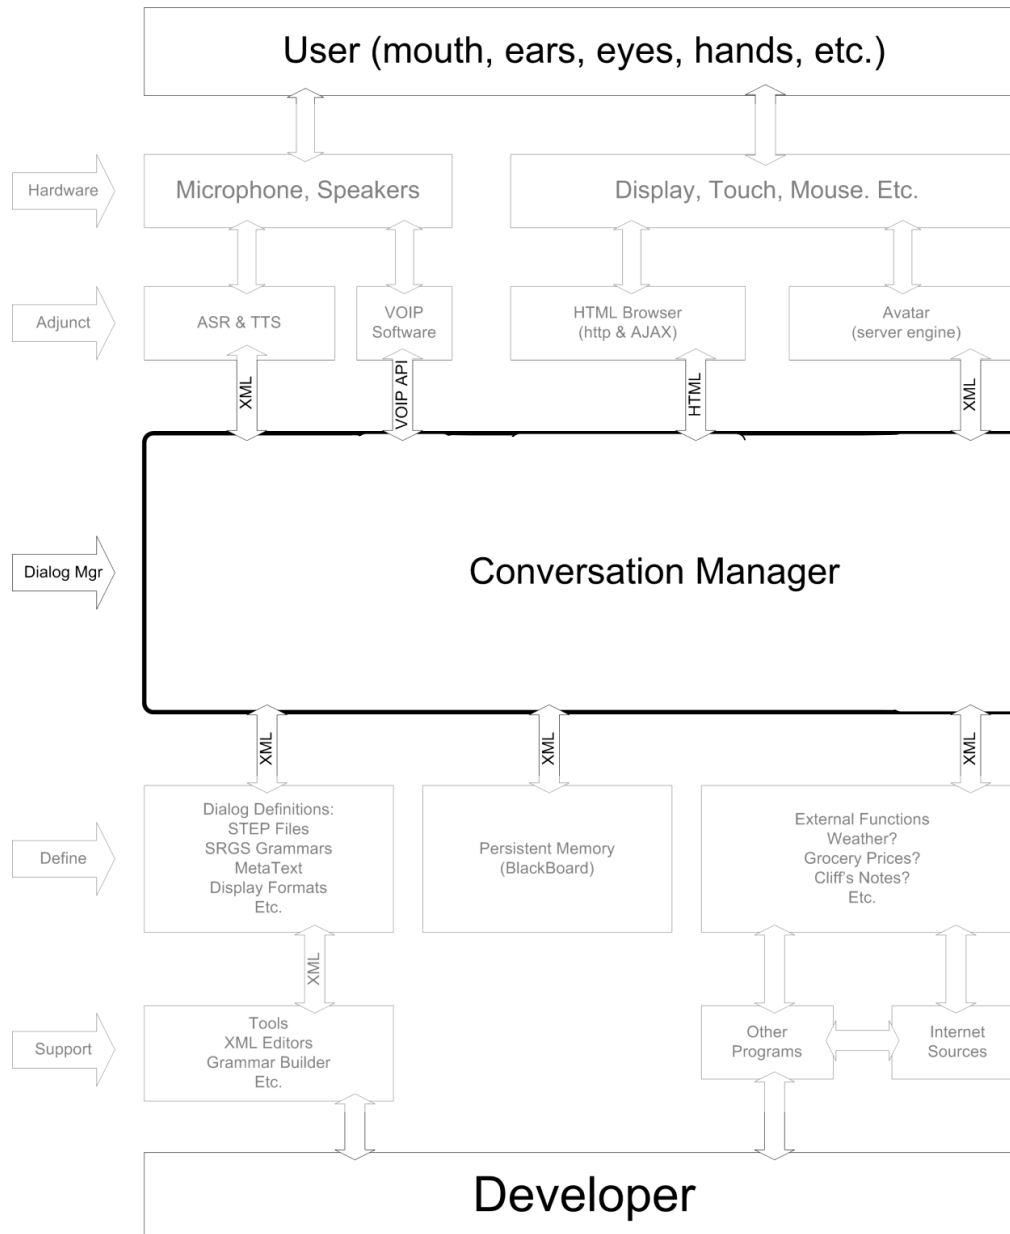 User (mouth, ears, eyes, hands, etc.)
Hardware
Microphone, Speakers
Display, Touch, Mouse. Etc.
Adjunct
ASR & TTS
VOIP
Software
HTML Browser
(http & AJAX)
Avatar
(server engine)
XML
VOIP API
HTML
XML
Dialog Mgr
Conversation Manager
XML
XML
XML
Define
Dialog Definitions:
STEP Files
SRGS Grammars
MetaText
Display Formats
Etc.
Persistent Memory
(BlackBoard)
External Functions
Weather?
Grocery Prices?
Cliff's Notes?
Etc.
XML
Support
Tools
XML Editors
Grammar Builder
Etc.
Other
Programs
Internet
Sources
Developer